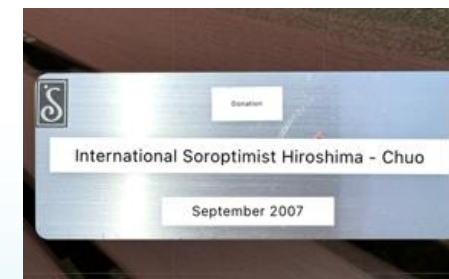 S
Donation
International Soroptimist Hiroshima - Chuo
September 2007